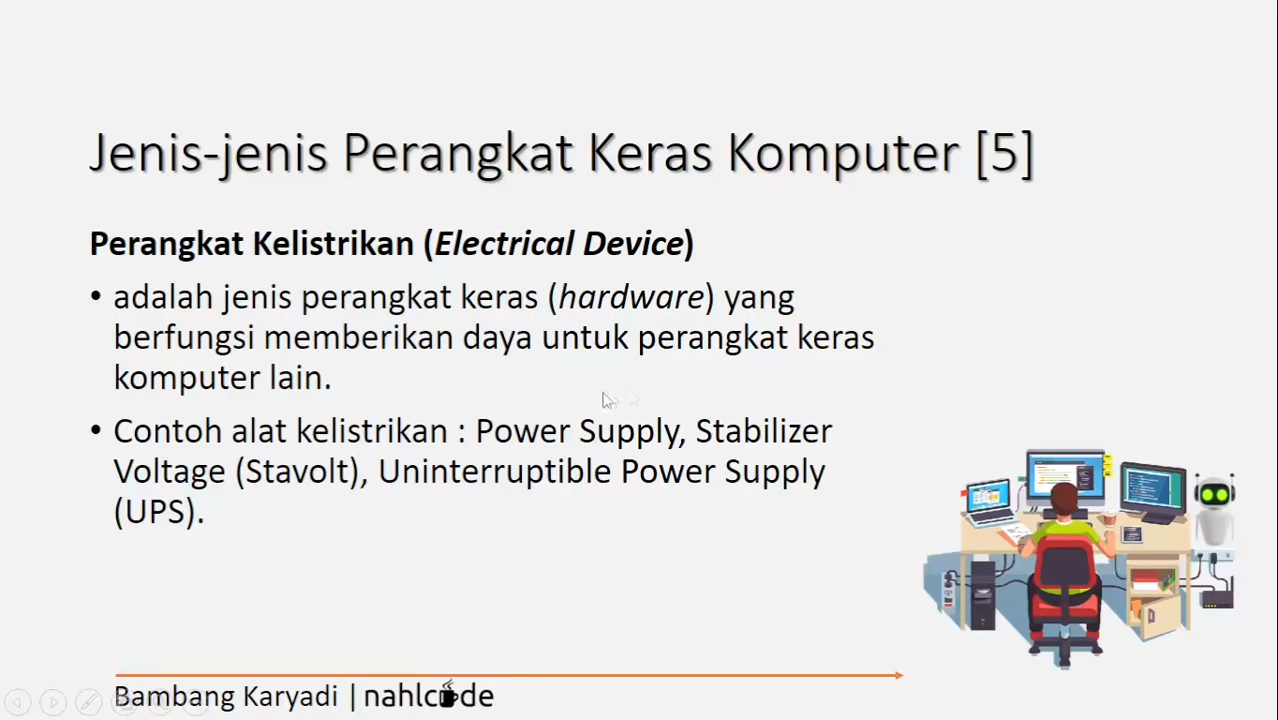 Jenis-jenis Perangkat Keras Komputer [5]
Perangkat Kelistrikan (Electrical Device)
• adalah jenis perangkat keras (hardware) yang
berfungsi memberikan daya untuk perangkat keras
komputer lain.
• Contoh alat kelistrikan : Power Supply, Stabilizer
Voltage (Stavolt), Uninterruptible Power Supply
(UPS).
Bambang Karyadi | nahlcode